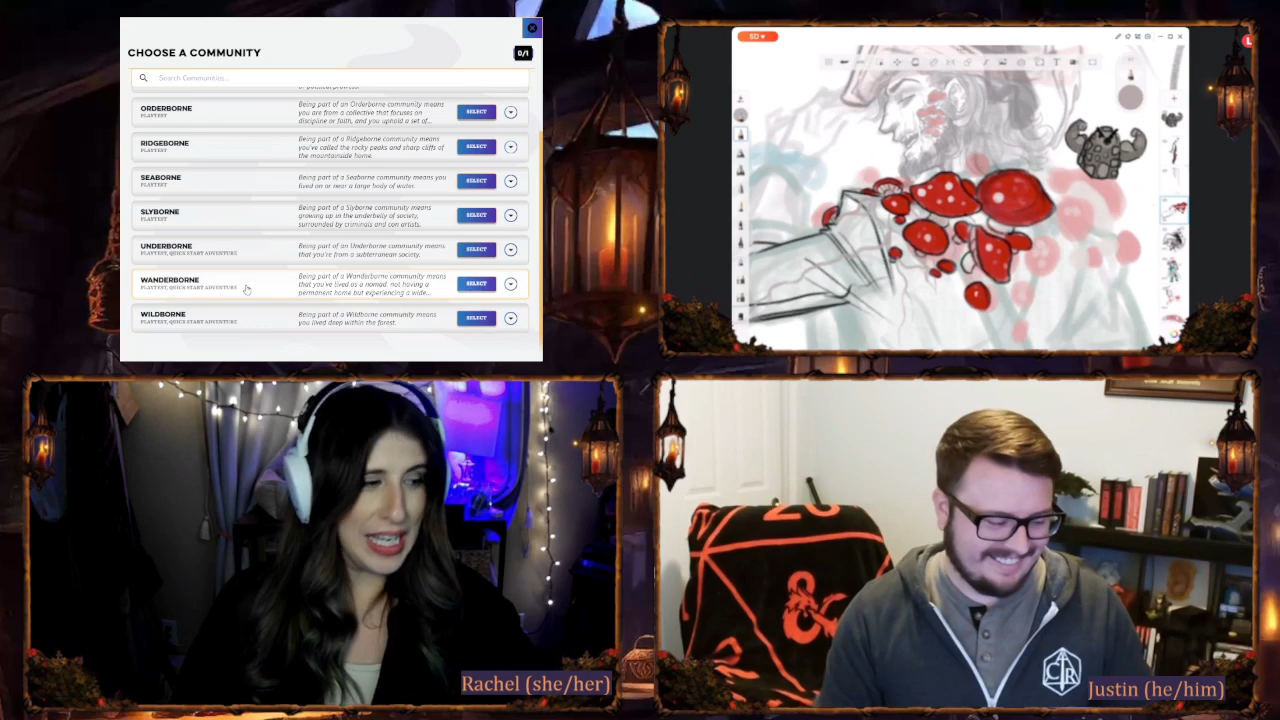 CHOOSE A COMMUNITY
0/1
Search Communities...
ORDERBORNE
PLAYTEST
Being part of an Orderborne community means
you are from a collective that focuses on
discipline or faith, and you uphold a set of...
SELECT
RIDGEBORNE
PLAYTEST
Being part of a Ridgeborne community means
you've called the rocky peaks and sharp cliffs of
the mountainside home.
SELECT
SEABORNE
PLAYTEST
Being part of a Seaborne community means you
lived on or near a large body of water.
SELECT
SLYBORNE
PLAYTEST
Being part of a Slyborne community means
growing up in the underbelly of society,
surrounded by criminals and con artists.
SELECT
UNDERBORNE
PLAYTEST, QUICK START ADVENTURE
Being part of an Underborne community means
that you're from a subterranean society.
SELECT
WANDERBORNE
PLAYTEST, QUICK START ADVENTURE
Being part of a Wanderborne community means
that you've lived as a nomad, not having a
permanent home but experiencing a wide...
SELECT
WILDBORNE
PLAYTEST, QUICK START ADVENTURE
Being part of a Wildborne community means
you lived deep within the forest.
SELECT
SD
L
20
CR
Rachel (she/her)
Justin (he/him)